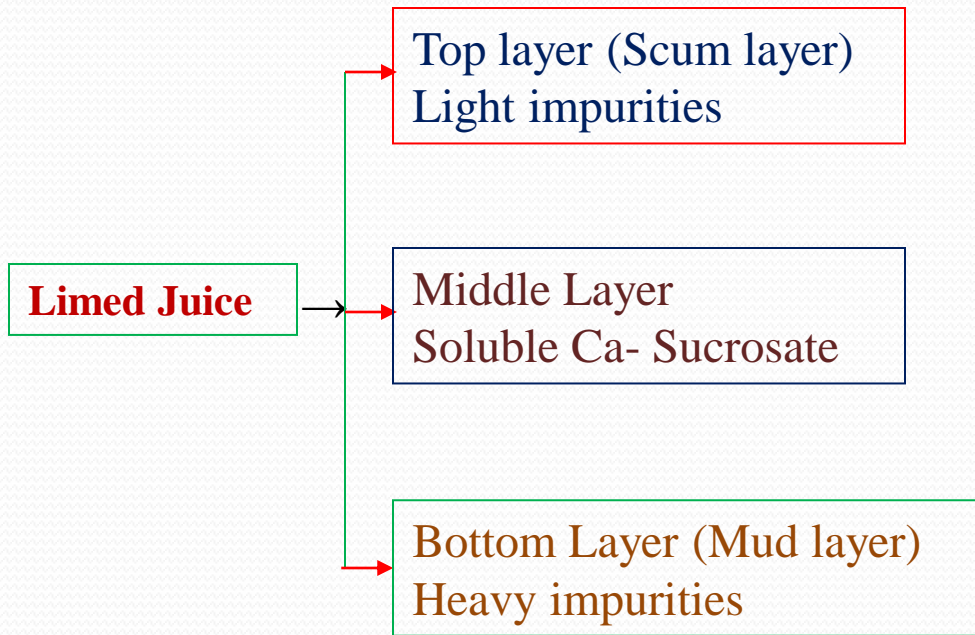 Top layer (Scum layer)
Light impurities
Limed Juice →
Middle Layer
Soluble Ca- Sucrosate
Bottom Layer (Mud layer)
Heavy impurities